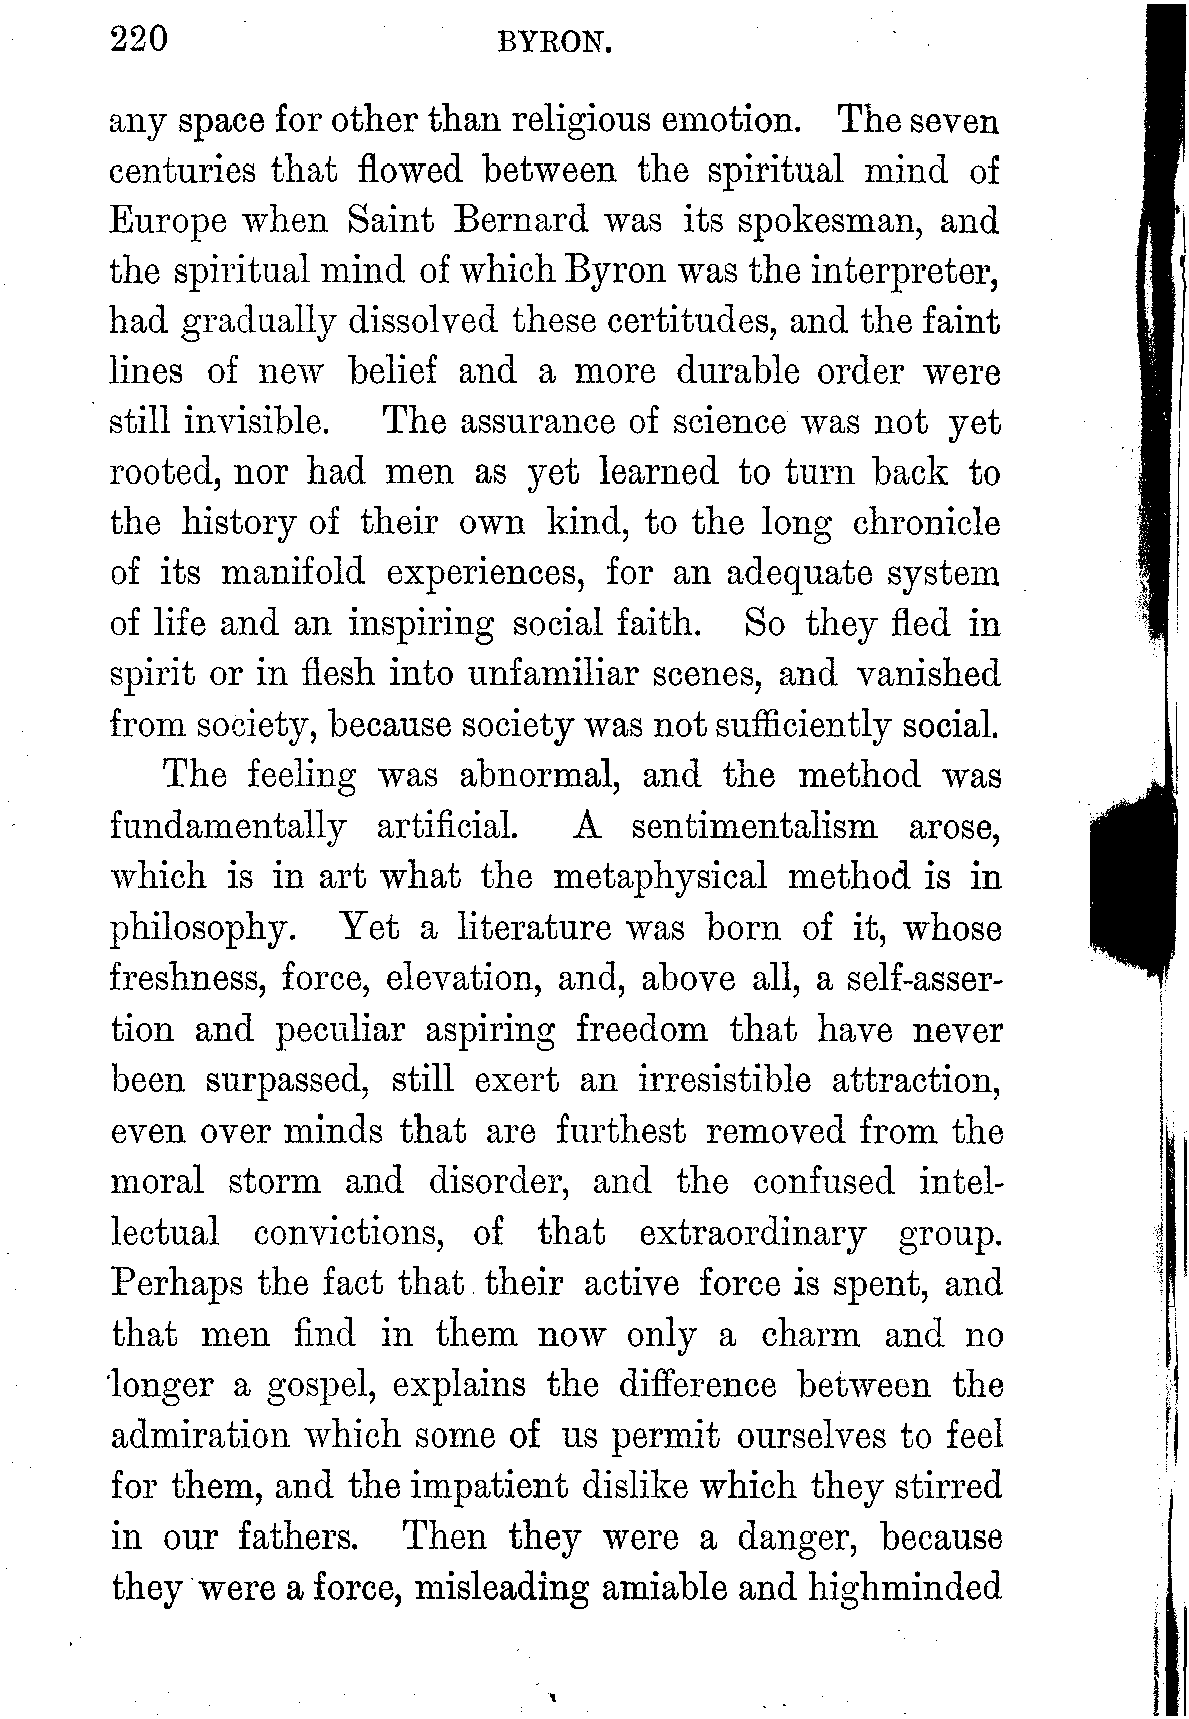 220 BYRON.
any space for other than religious emotion. The seven
centuries that flowed between the spiritual mind of
Europe when Saint Bernard was its spokesman, and
the spiritual mind of which Byron was the interpreter,
had gradually dissolved these certitudes, and the faint
lines of new belief and a more durable order were
still invisible. The assurance of science was not yet
rooted, nor had men as yet learned to turn back to
the history of their own kind, to the long chronicle
of its manifold experiences, for an adequate system
of life and an inspiring social faith. So they fled in
spirit or in flesh into unfamiliar scenes, and vanished
from society, because society was not sufficiently social.
The feeling was abnormal, and the method was
fundamentally artificial. A sentimentalism arose,
which is in art what the metaphysical method is in
philosophy. Yet a literature was born of it, whose
freshness, force, elevation, and, above all, a self-asser-
tion and peculiar aspiring freedom that have never
been surpassed, still exert an irresistible attraction,
even over minds that are furthest removed from the
moral storm and disorder, and the confused intel-
lectual convictions, of that extraordinary group.
Perhaps the fact that their active force is spent, and
that men find in them now only a charm and no
longer a gospel, explains the difference between the
admiration which some of us permit ourselves to feel
for them, and the impatient dislike which they stirred
in our fathers. Then they were a danger, because
they were a force, misleading amiable and highminded